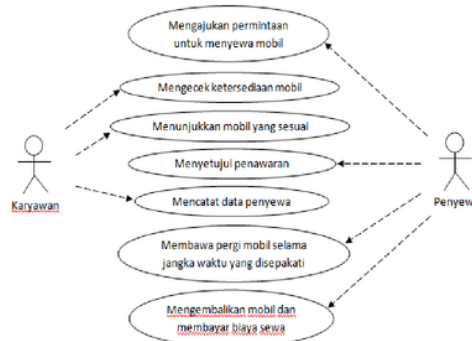 Mengajukan permintaan
untuk menyewa mobil
Mengecek ketersediaan mobil
Menunjukkan mobil yang sesuai
Menyetujui penawaran
Mencatat data penyewa
Membawa pergi mobil selama
jangka waktu yang disepakati
Mengembalikan mobil dan
membayar biaya sewa
Karyawan
Penyew